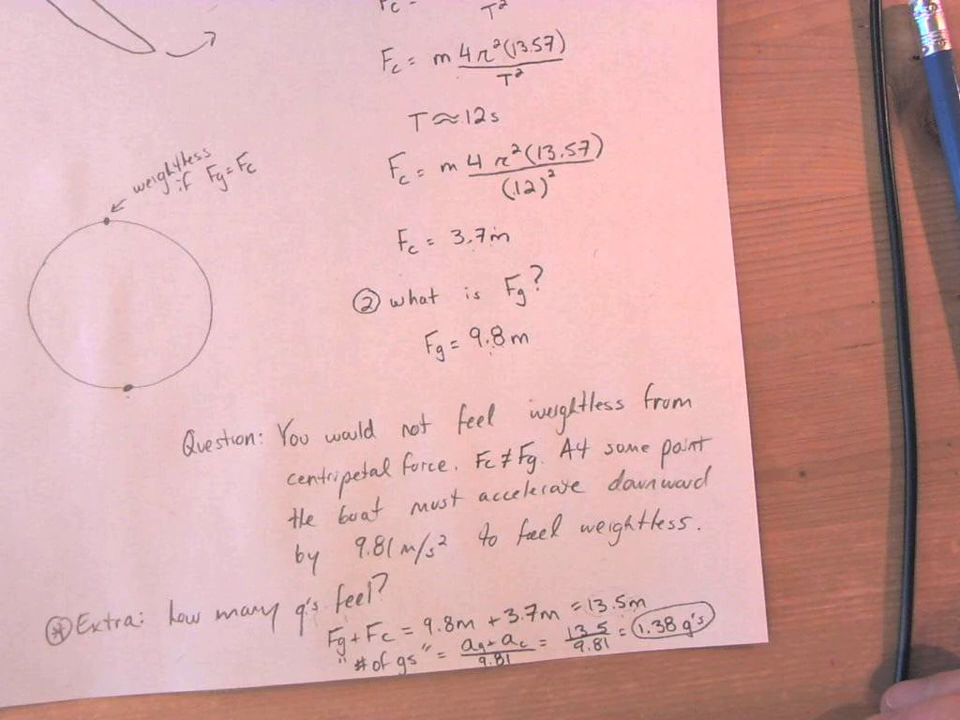 Fc = T²
Fc = m 4π²(13.57) / T²
T ≈ 12s
weightless
if Fg = Fc
Fc = m 4π²(13.57) / (12)²
Fc = 3.7m
② what is Fg?
Fg = 9.8m
Question: You would not feel weightless from
centripetal force. Fc ≠ Fg. At some point
the boat must accelerate downward
by 9.81 m/s² to feel weightless.
⊛ Extra: how many g's feel?
Fg + Fc = 9.8m + 3.7m = 13.5m
"# of gs" = ag + ac / 9.81 = 13.5 / 9.81 = 1.38 g's